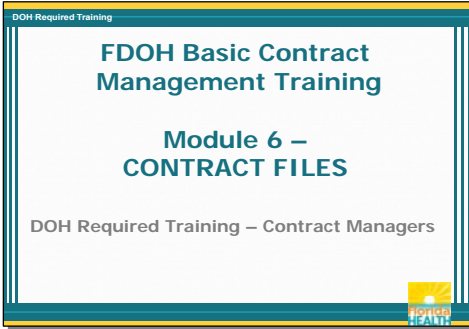 DOH Required Training
FDOH Basic Contract
Management Training
Module 6 –
CONTRACT FILES
DOH Required Training – Contract Managers
Florida
HEALTH